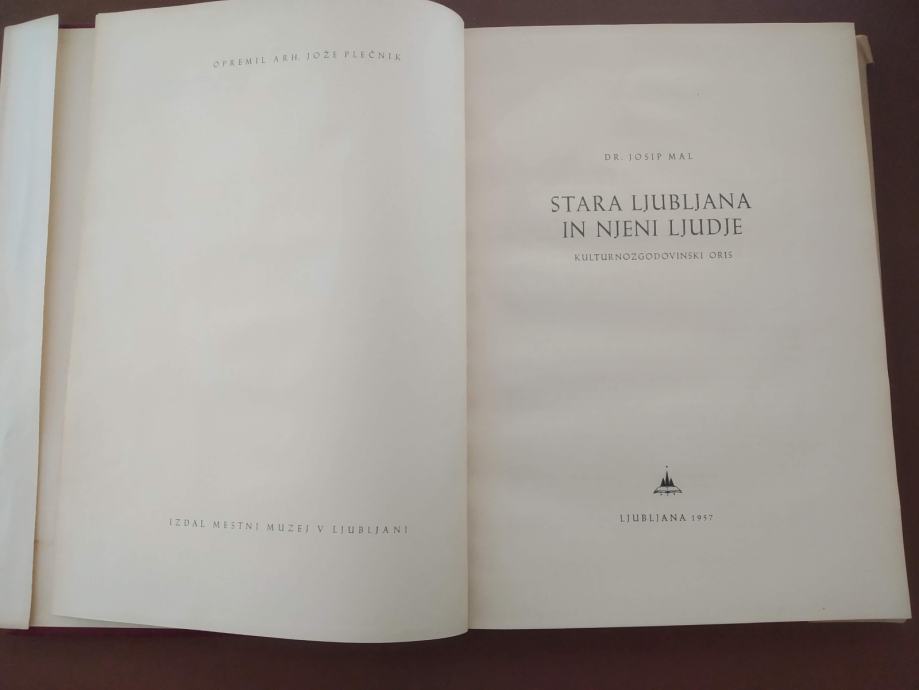 OPREMIL ARH. JOŽE PLEČNIK
IZDAL MESTNI MUZEJ V LJUBLJANI
DR. JOSIP MAL
STARA LJUBLJANA
IN NJENI LJUDJE
KULTURNOZGODOVINSKI ORIS
LJUBLJANA 1957